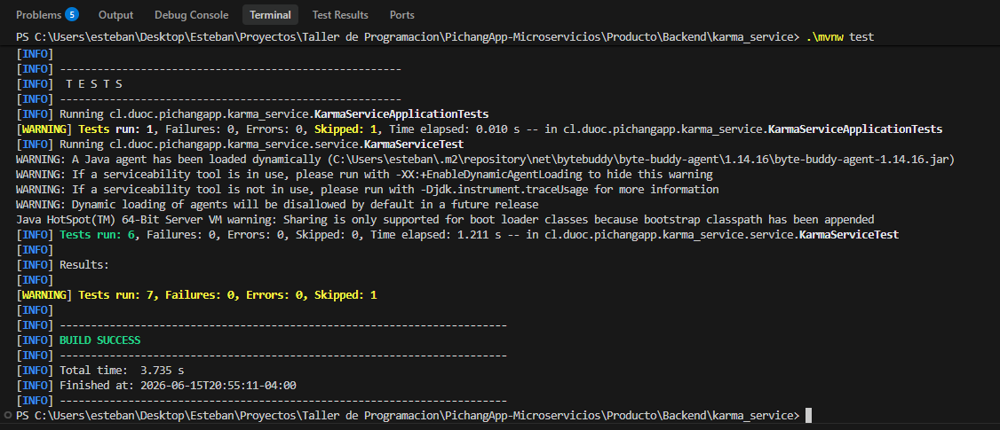 Problems 5 Output Debug Console Terminal Test Results Ports
PS C:\Users\esteban\Desktop\Esteban\Proyectos\Taller de Programacion\PichangApp-Microservicios\Producto\Backend\karma_service> .\mvnw test
[INFO]
[INFO] -------------------------------------------------------
[INFO]  T E S T S
[INFO] -------------------------------------------------------
[INFO] Running cl.duoc.pichangapp.karma_service.KarmaServiceApplicationTests
[WARNING] Tests run: 1, Failures: 0, Errors: 0, Skipped: 1, Time elapsed: 0.010 s -- in cl.duoc.pichangapp.karma_service.KarmaServiceApplicationTests
[INFO] Running cl.duoc.pichangapp.karma_service.service.KarmaServiceTest
WARNING: A Java agent has been loaded dynamically (C:\Users\esteban\.m2\repository\net\bytebuddy\byte-buddy-agent\1.14.16\byte-buddy-agent-1.14.16.jar)
WARNING: If a serviceability tool is in use, please run with -XX:+EnableDynamicAgentLoading to hide this warning
WARNING: If a serviceability tool is not in use, please run with -Djdk.instrument.traceUsage for more information
WARNING: Dynamic loading of agents will be disallowed by default in a future release
Java HotSpot(TM) 64-Bit Server VM warning: Sharing is only supported for boot loader classes because bootstrap classpath has been appended
[INFO] Tests run: 6, Failures: 0, Errors: 0, Skipped: 0, Time elapsed: 1.211 s -- in cl.duoc.pichangapp.karma_service.service.KarmaServiceTest
[INFO]
[INFO] Results:
[INFO]
[WARNING] Tests run: 7, Failures: 0, Errors: 0, Skipped: 1
[INFO]
[INFO] ------------------------------------------------------------------------
[INFO] BUILD SUCCESS
[INFO] ------------------------------------------------------------------------
[INFO] Total time:  3.735 s
[INFO] Finished at: 2026-06-15T20:55:11-04:00
[INFO] ------------------------------------------------------------------------
PS C:\Users\esteban\Desktop\Esteban\Proyectos\Taller de Programacion\PichangApp-Microservicios\Producto\Backend\karma_service>